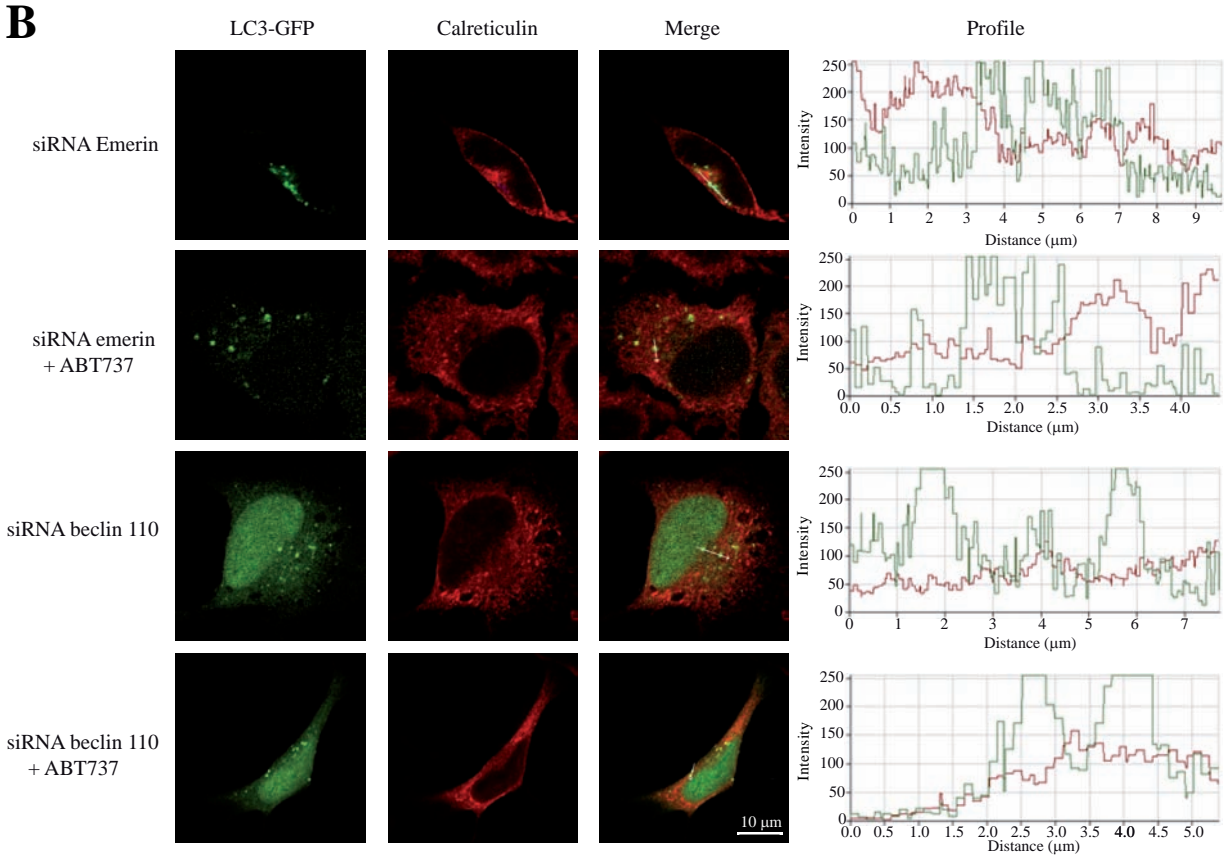 B
LC3-GFP Calreticulin Merge Profile
siRNA Emerin
250
200
150
100
50
0
Intensity
0 1 2 3 4 5 6 7 8 9
Distance (μm)
siRNA emerin
+ ABT737
250
200
150
100
50
0
Intensity
0.0 0.5 1.0 1.5 2.0 2.5 3.0 3.5 4.0
Distance (μm)
siRNA beclin 110
250
200
150
100
50
0
Intensity
0 1 2 3 4 5 6 7
Distance (μm)
siRNA beclin 110
+ ABT737
10 μm
250
200
150
100
50
0
Intensity
0.0 0.5 1.0 1.5 2.0 2.5 3.0 3.5 4.0 4.5 5.0
Distance (μm)